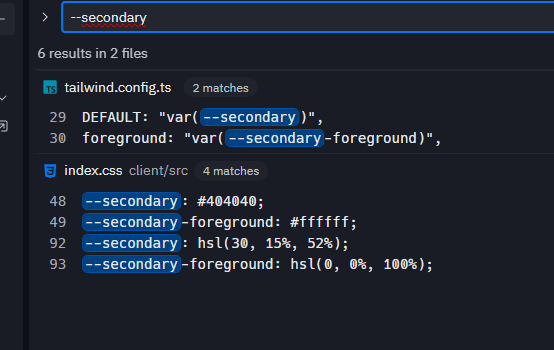 --secondary
6 results in 2 files
TS tailwind.config.ts 2 matches
29 DEFAULT: "var(--secondary)",
30 foreground: "var(--secondary-foreground)",
index.css client/src 4 matches
48 --secondary: #404040;
49 --secondary-foreground: #ffffff;
92 --secondary: hsl(30, 15%, 52%);
93 --secondary-foreground: hsl(0, 0%, 100%);